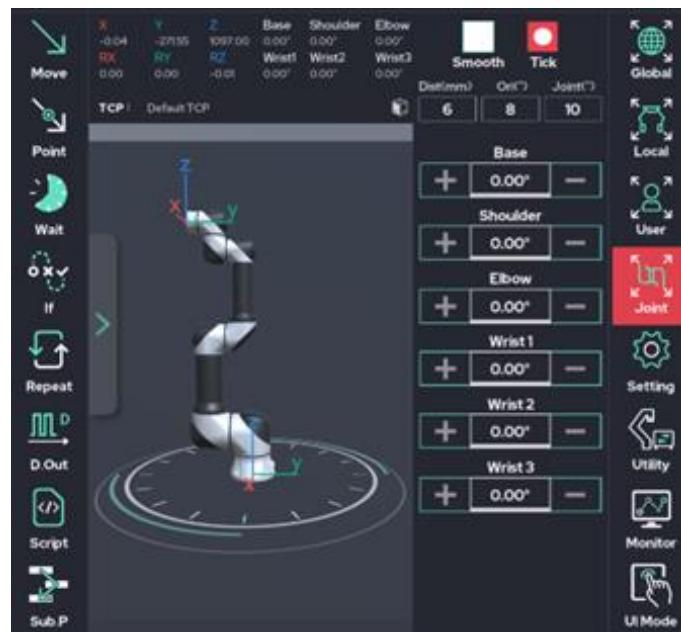 X Y Z Base Shoulder Elbow
-0.04 -271.55 1097.00 0.00° 0.00° 0.00°
RX RY RZ Wrist1 Wrist2 Wrist3
0.00 0.00 -0.01 0.00° 0.00° 0.00°
TCP : Default TCP
Smooth Tick
Dist(mm) Ori(°) Joint(°)
6 8 10
Move
Point
Wait
If
Repeat
D.Out
Script
Sub.P
Z
X Y
Z
Y
X
Base
+ 0.00° −
Shoulder
+ 0.00° −
Elbow
+ 0.00° −
Wrist 1
+ 0.00° −
Wrist 2
+ 0.00° −
Wrist 3
+ 0.00° −
Global
Local
User
Joint
Setting
Utility
Monitor
UI Mode